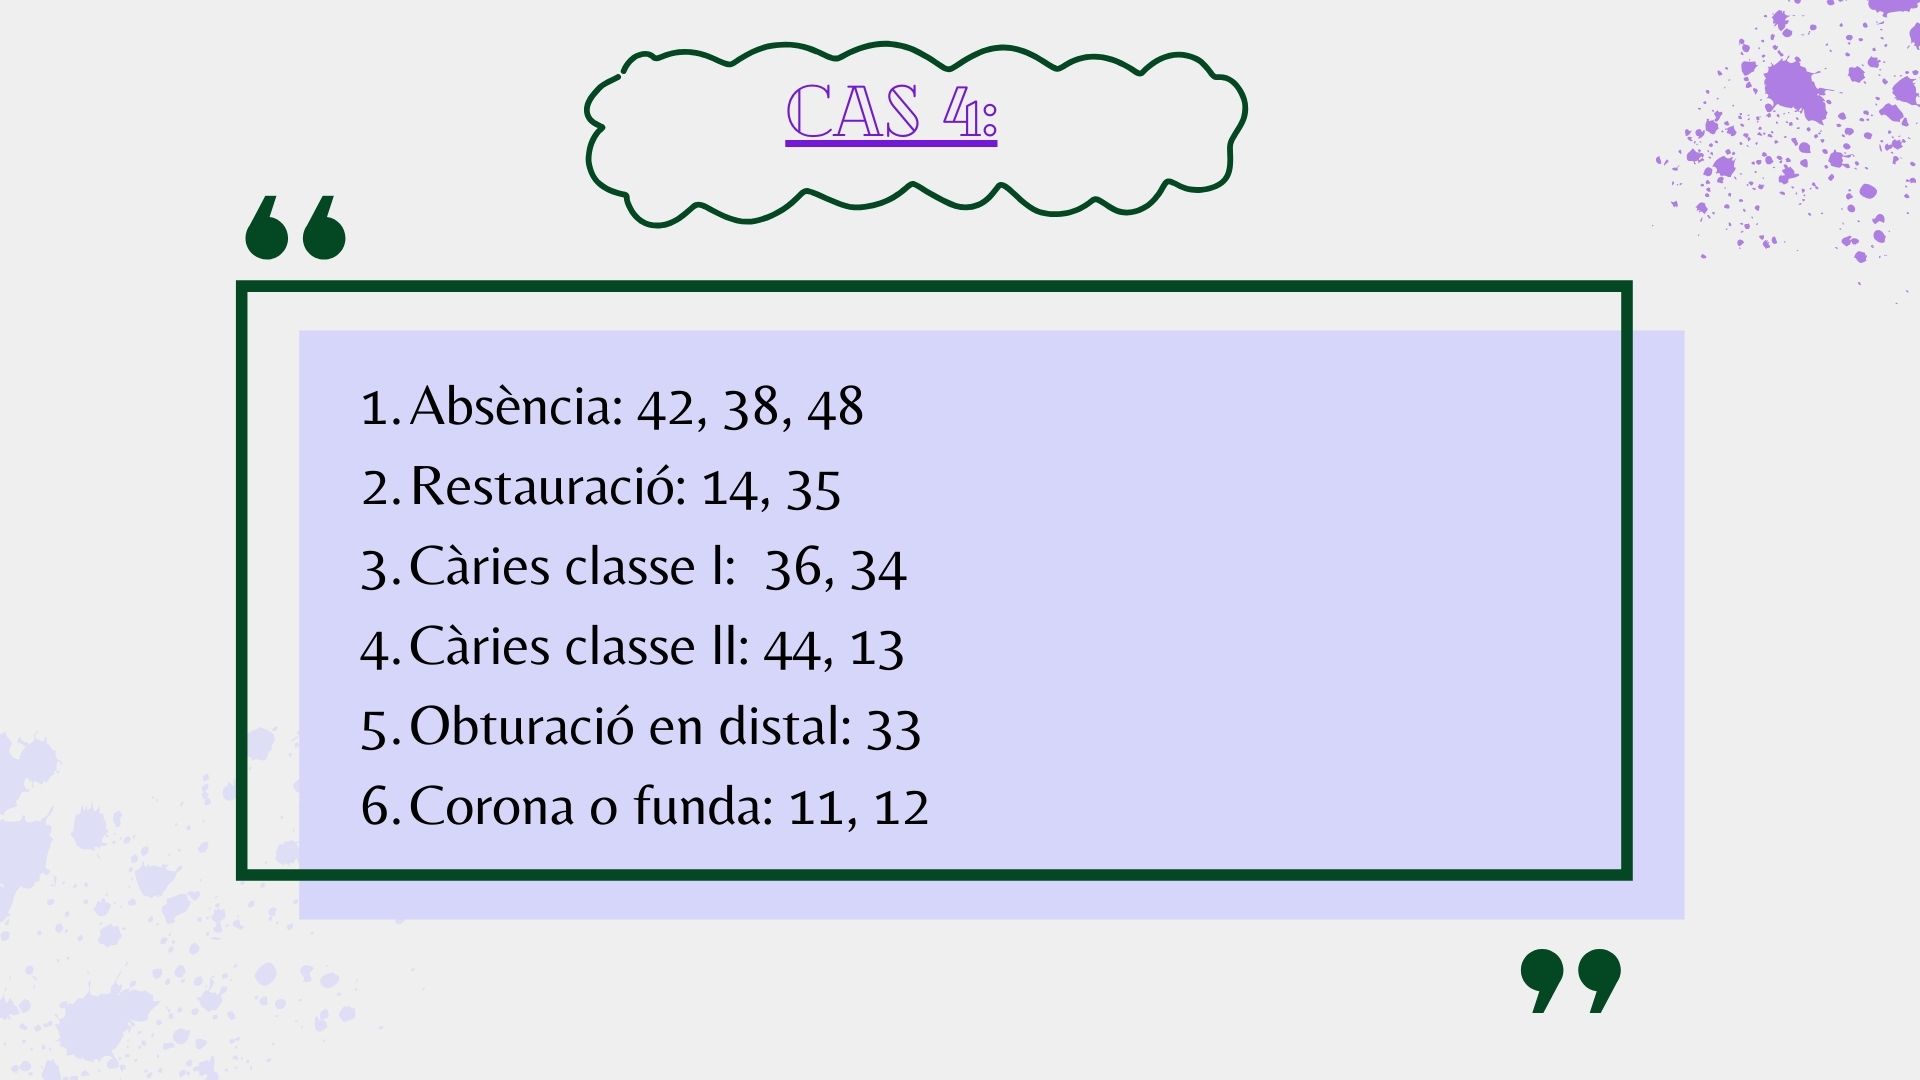 CAS 4:
1. Absència: 42, 38, 48
2. Restauració: 14, 35
3. Càries classe I:  36, 34
4. Càries classe II: 44, 13
5. Obturació en distal: 33
6. Corona o funda: 11, 12